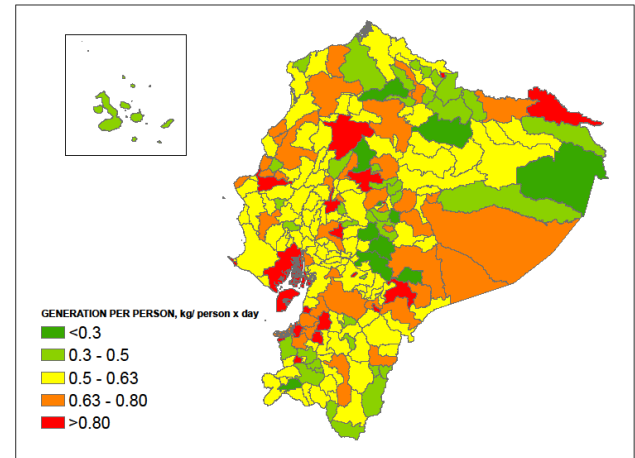 GENERATION PER PERSON, kg/ person x day
<0.3
0.3 - 0.5
0.5 - 0.63
0.63 - 0.80
>0.80